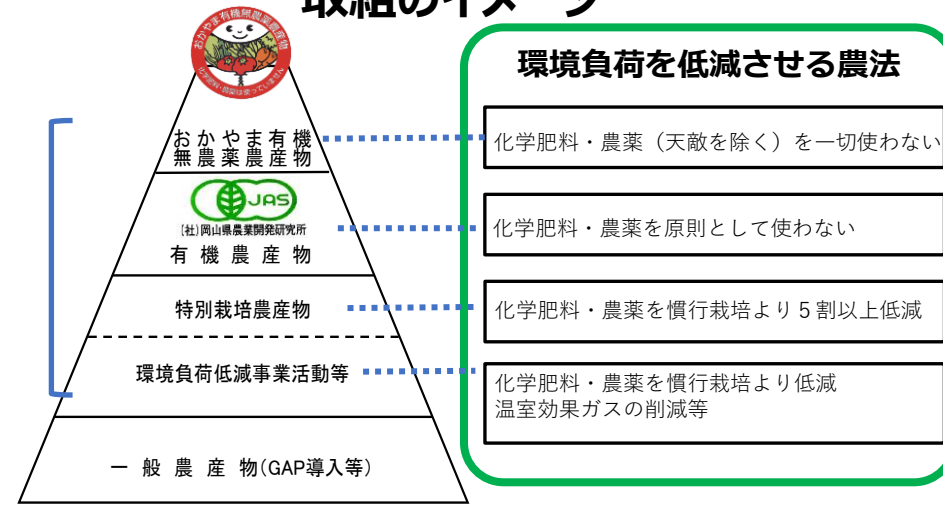 取組のイメージ
環境負荷を低減させる農法
おかやま有機無農薬農産物
化学肥料・農薬は使っていません
おかやま有機
無農薬農産物
化学肥料・農薬（天敵を除く）を一切使わない
JAS
(社)岡山県農業開発研究所
有機農産物
化学肥料・農薬を原則として使わない
特別栽培農産物
化学肥料・農薬を慣行栽培より5割以上低減
環境負荷低減事業活動等
化学肥料・農薬を慣行栽培より低減
温室効果ガスの削減等
一般農産物(GAP導入等)